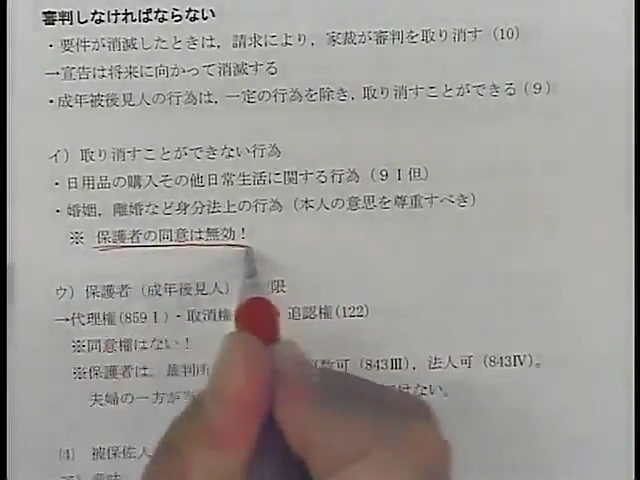 審判しなければならない
・要件が消滅したときは，請求により，家裁が審判を取り消す（10）
→宣告は将来に向かって消滅する
・成年被後見人の行為は，一定の行為を除き，取り消すことができる（９）
イ）取り消すことができない行為
・日用品の購入その他日常生活に関する行為（９Ⅰ但）
・婚姻，離婚など身分法上の行為（本人の意思を尊重すべき）
※ 保護者の同意は無効！
ウ）保護者（成年後見人） 限
→代理権(859Ⅰ)・取消権 追認権(122)
※同意権はない！
※保護者は，裁判所 数可（843Ⅲ），法人可（843Ⅳ）。
夫婦の一方が ない。
(4) 被保佐人